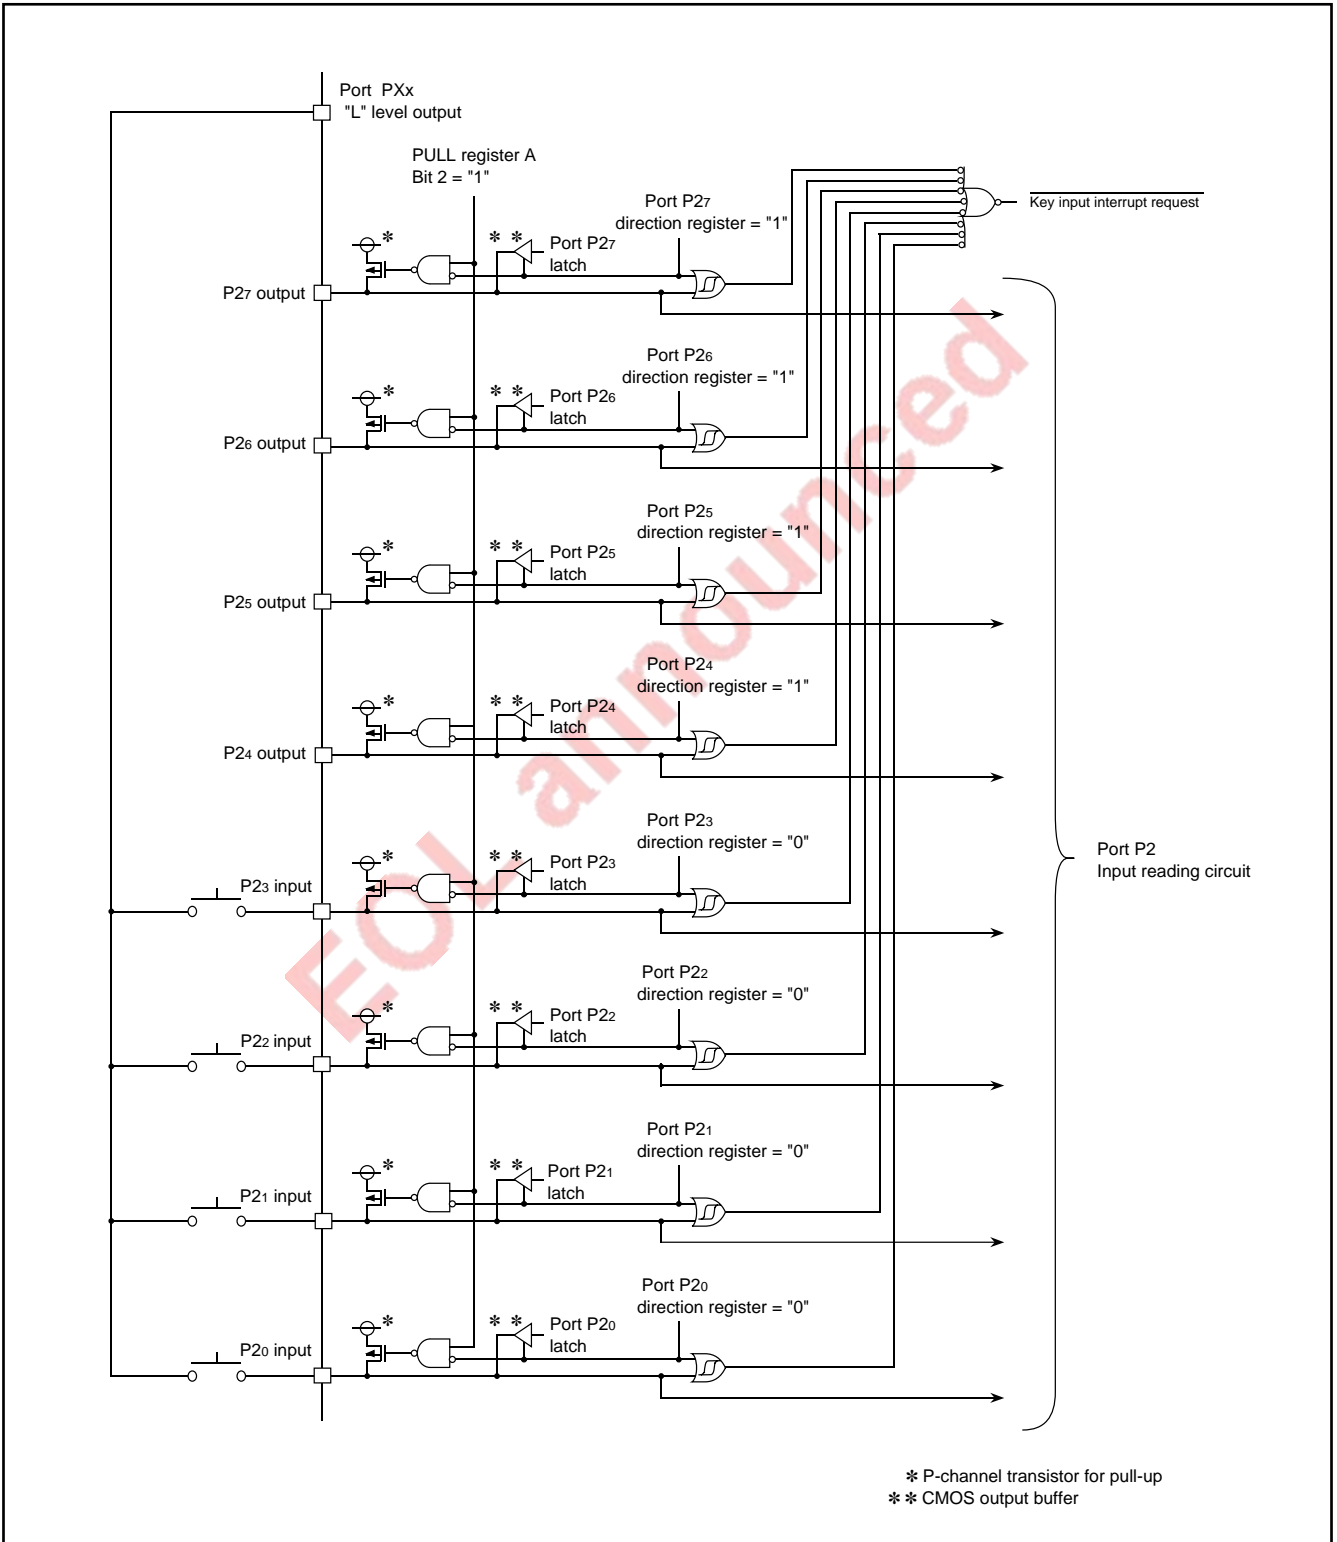 Port PXx
"L" level output
PULL register A
Bit 2 = "1"
Port P27
direction register = "1"
Key input interrupt request
* * * Port P27
latch
P27 output
Port P26
direction register = "1"
* * * Port P26
latch
P26 output
Port P25
direction register = "1"
* * * Port P25
latch
P25 output
Port P24
direction register = "1"
* * * Port P24
latch
P24 output
Port P23
direction register = "0"
* * * Port P23
latch
P23 input
Port P2
Input reading circuit
Port P22
direction register = "0"
* * * Port P22
latch
P22 input
Port P21
direction register = "0"
* * * Port P21
latch
P21 input
Port P20
direction register = "0"
* * * Port P20
latch
P20 input
* P-channel transistor for pull-up
* * CMOS output buffer
EOL announced